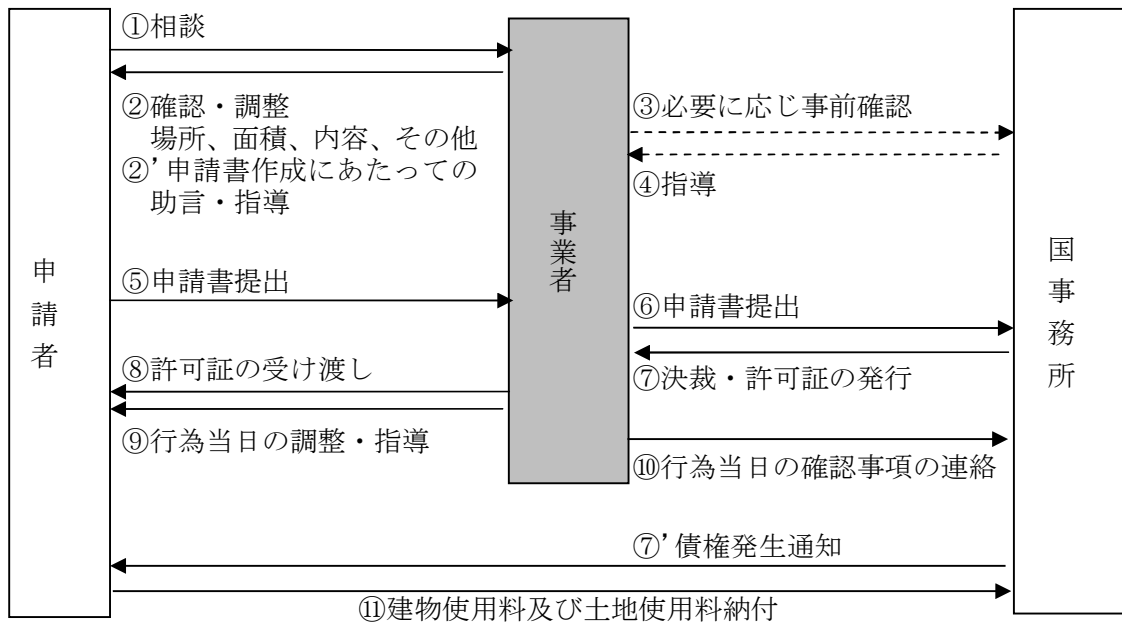 ①相談
②確認・調整
場所、面積、内容、その他
②’申請書作成にあたっての
助言・指導
③必要に応じ事前確認
④指導
申請者
事業者
国事務所
⑤申請書提出
⑥申請書提出
⑦決裁・許可証の発行
⑧許可証の受け渡し
⑨行為当日の調整・指導
⑩行為当日の確認事項の連絡
⑦’債権発生通知
⑪建物使用料及び土地使用料納付